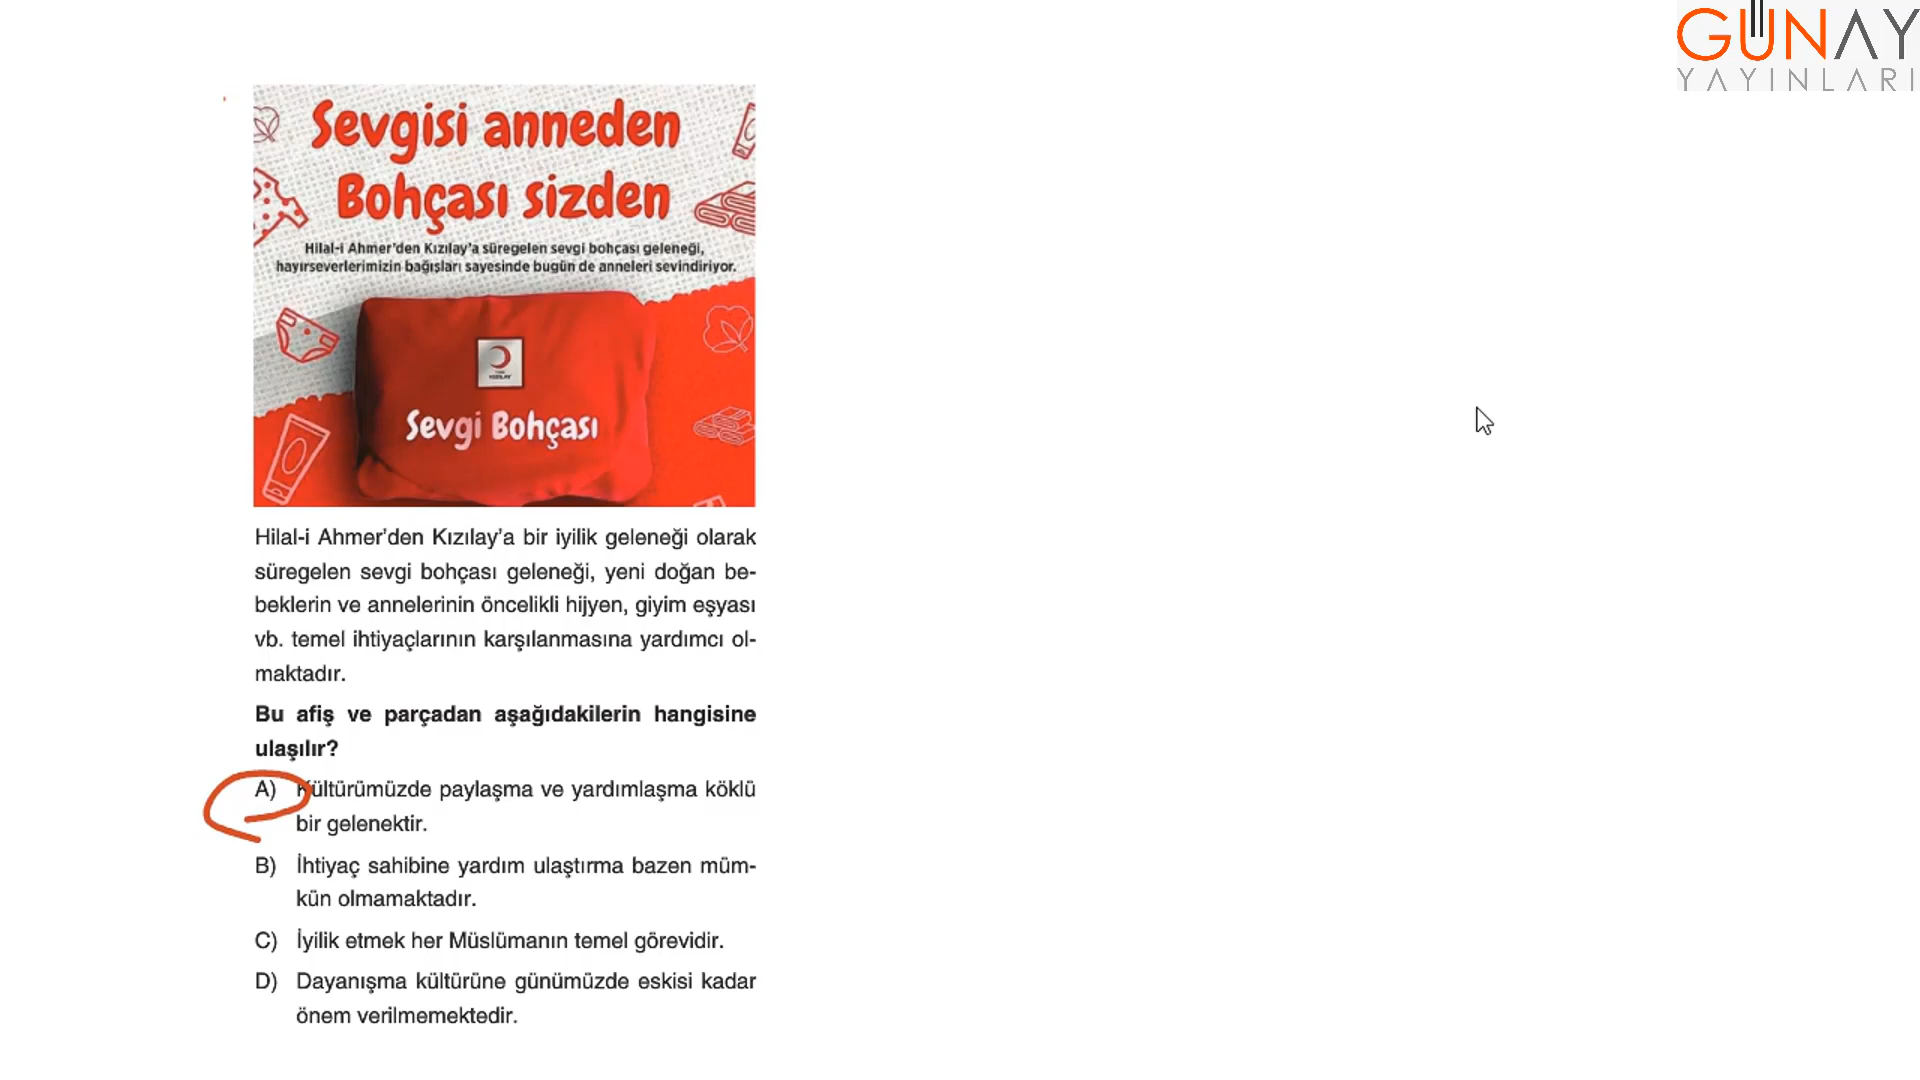 GÜNAY
YAYINLARI
Sevgisi anneden
Bohçası sizden
Hilal-i Ahmer'den Kızılay'a süregelen sevgi bohçası geleneği,
hayırseverlerimizin bağışları sayesinde bugün de anneleri sevindiriyor.
TÜRK
KIZILAY
Sevgi Bohçası
Hilal-i Ahmer'den Kızılay'a bir iyilik geleneği olarak
süregelen sevgi bohçası geleneği, yeni doğan be-
beklerin ve annelerinin öncelikli hijyen, giyim eşyası
vb. temel ihtiyaçlarının karşılanmasına yardımcı ol-
maktadır.
Bu afiş ve parçadan aşağıdakilerin hangisine
ulaşılır?
A) Kültürümüzde paylaşma ve yardımlaşma köklü
bir gelenektir.
B) İhtiyaç sahibine yardım ulaştırma bazen müm-
kün olmamaktadır.
C) İyilik etmek her Müslümanın temel görevidir.
D) Dayanışma kültürüne günümüzde eskisi kadar
önem verilmemektedir.